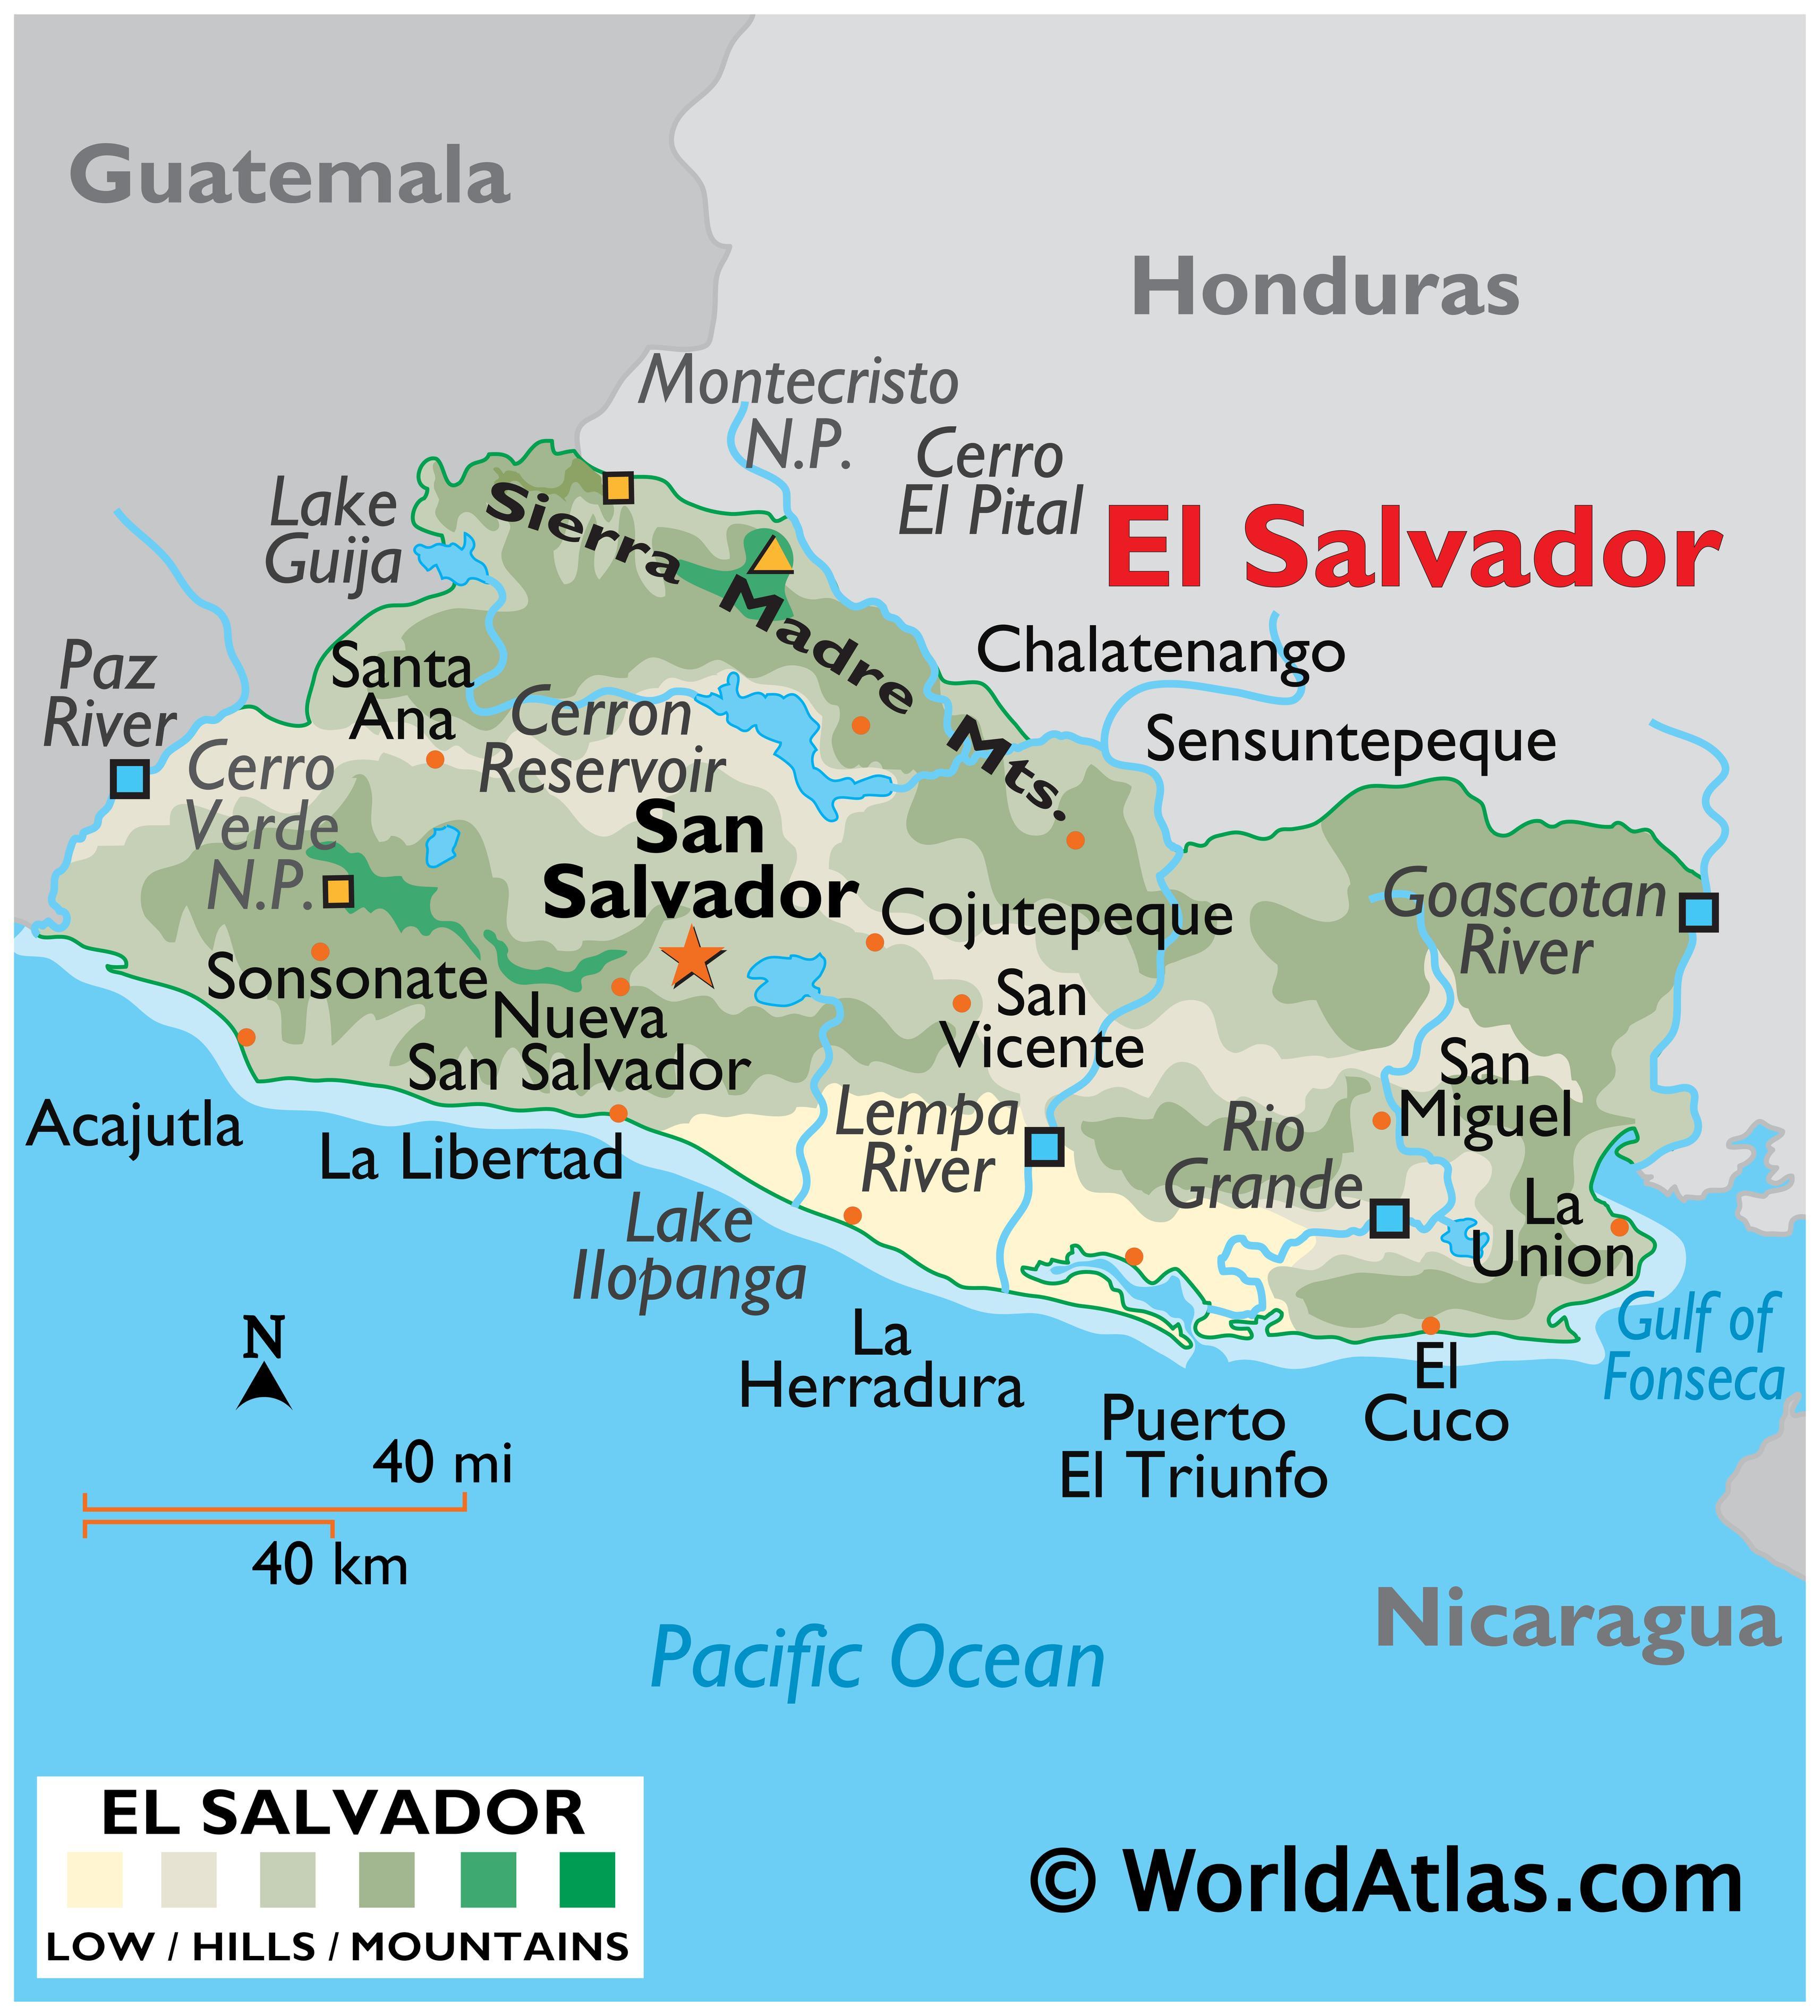 Guatemala
Honduras
Montecristo
N.P.
Cerro
El Pital
Lake
Guija
El Salvador
Sierra Madre Mts.
Chalatenango
Paz
River
Santa
Ana
Cerron
Reservoir
Sensuntepeque
Cerro
Verde
N.P.
San
Salvador
Cojutepeque
Goascotan
River
Sonsonate
Nueva
San Salvador
San
Vicente
San
Miguel
Acajutla
La Libertad
Lempa
River
Rio
Grande
La
Union
Lake
Ilopanga
La
Herradura
Gulf of
Fonseca
El
Cuco
Puerto
El Triunfo
N
40 mi
40 km
Pacific Ocean
Nicaragua
EL SALVADOR
LOW / HILLS / MOUNTAINS
© WorldAtlas.com